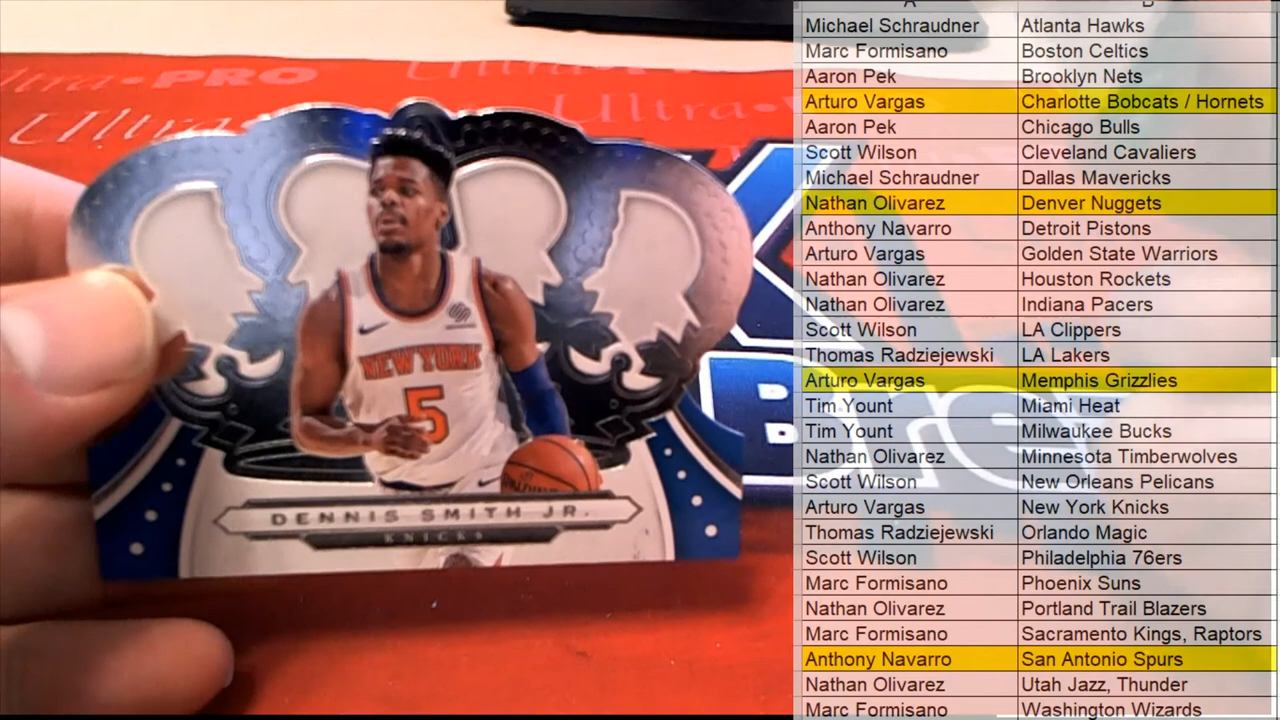 Ultra•PRO
Ultra
Ultra
NEW YORK
5
SPALDING
DENNIS SMITH JR.
KNICKS
A B
Michael Schraudner Atlanta Hawks
Marc Formisano Boston Celtics
Aaron Pek Brooklyn Nets
Arturo Vargas Charlotte Bobcats / Hornets
Aaron Pek Chicago Bulls
Scott Wilson Cleveland Cavaliers
Michael Schraudner Dallas Mavericks
Nathan Olivarez Denver Nuggets
Anthony Navarro Detroit Pistons
Arturo Vargas Golden State Warriors
Nathan Olivarez Houston Rockets
Nathan Olivarez Indiana Pacers
Scott Wilson LA Clippers
Thomas Radziejewski LA Lakers
Arturo Vargas Memphis Grizzlies
Tim Yount Miami Heat
Tim Yount Milwaukee Bucks
Nathan Olivarez Minnesota Timberwolves
Scott Wilson New Orleans Pelicans
Arturo Vargas New York Knicks
Thomas Radziejewski Orlando Magic
Scott Wilson Philadelphia 76ers
Marc Formisano Phoenix Suns
Nathan Olivarez Portland Trail Blazers
Marc Formisano Sacramento Kings, Raptors
Anthony Navarro San Antonio Spurs
Nathan Olivarez Utah Jazz, Thunder
Marc Formisano Washington Wizards